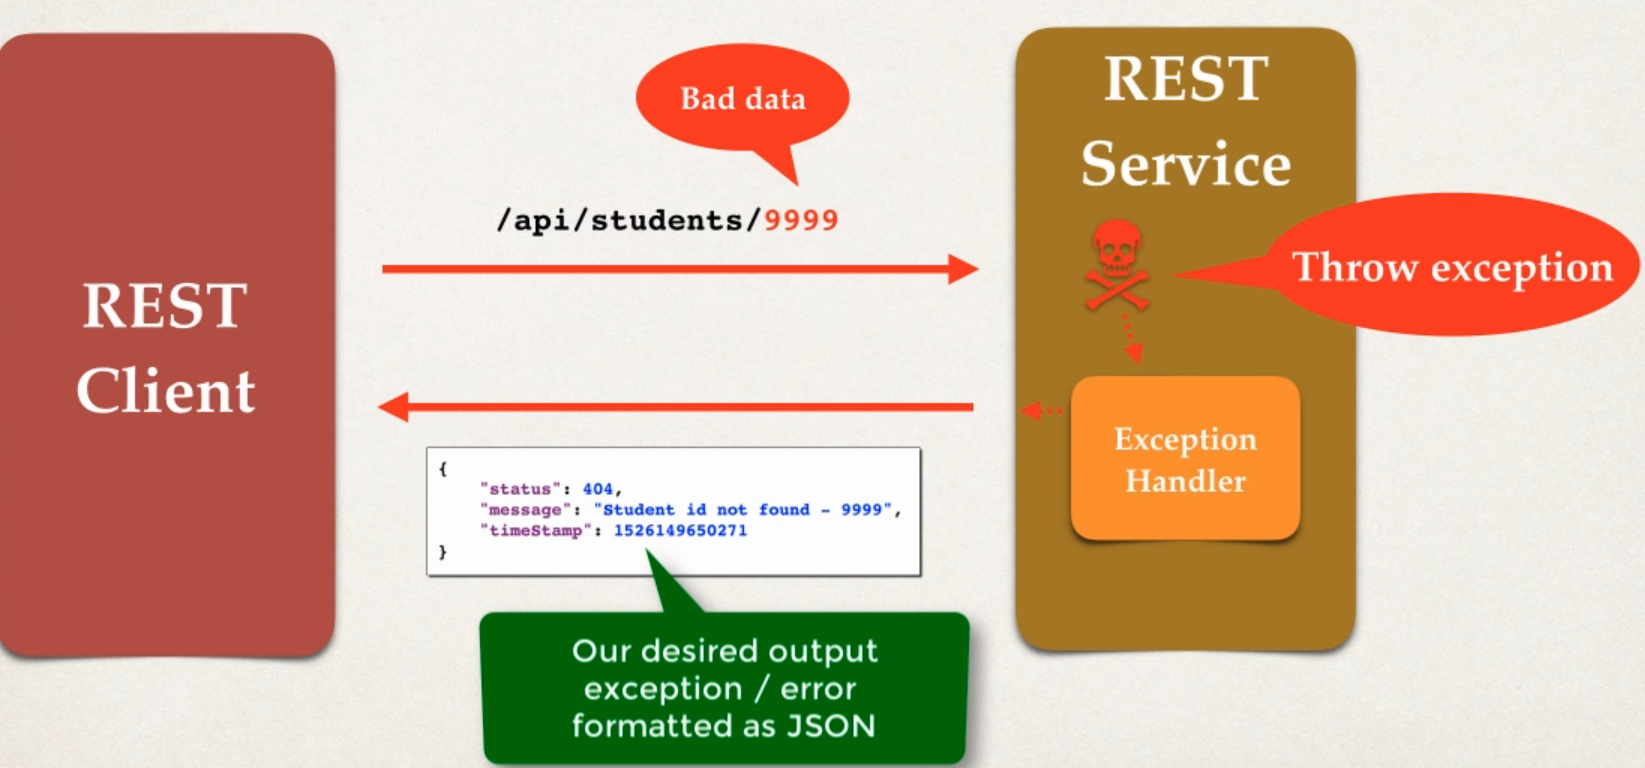 REST
Client
Bad data
/api/students/9999
REST
Service
Throw exception
Exception
Handler
{
"status": 404,
"message": "Student id not found - 9999",
"timeStamp": 1526149650271
}
Our desired output
exception / error
formatted as JSON